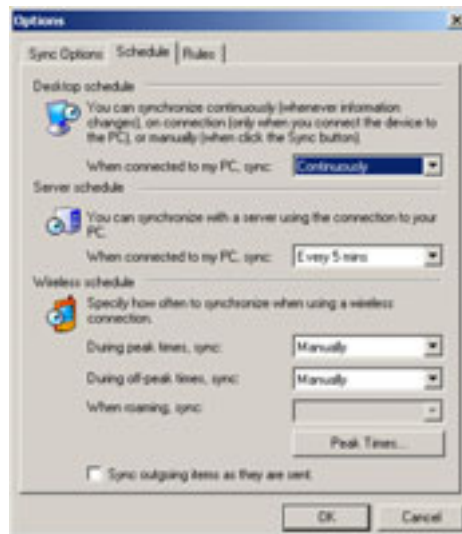 Options
Sync Options Schedule Rules
Desktop schedule
You can synchronize continuously (whenever information
changes), on connection (only when you connect the device to
the PC), or manually (when click the Sync button).
When connected to my PC, sync: Continuously
Server schedule
You can synchronize with a server using the connection to your
PC.
When connected to my PC, sync: Every 5 mins
Wireless schedule
Specify how often to synchronize when using a wireless
connection.
During peak times, sync: Manually
During off-peak times, sync: Manually
When roaming, sync:
Peak Times...
Sync outgoing items as they are sent.
OK Cancel